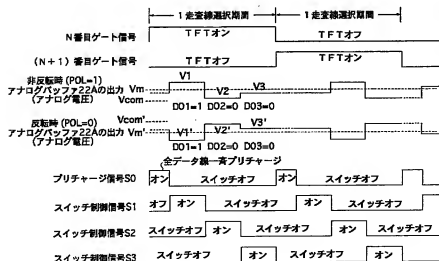 1走査線選択期間 1走査線選択期間
N番目ゲート信号 TFTオン TFTオフ
(N+1)番目ゲート信号 TFTオフ TFTオン
非反転時(POL=1) V1
アナログバッファ22Aの出力 Vm V2 V3
(アナログ電圧) Vcom
D01=1 D02=0 D03=0
反転時(POL=0) Vcom'
アナログバッファ22Aの出力 Vm' V1' V2' V3'
(アナログ電圧)
D01=1 D02=0 D03=0
全データ線一斉プリチャージ
プリチャージ信号S0 オン スイッチオフ オン スイッチオフ
スイッチ制御信号S1 オフ オン スイッチオフ オン スイッチオフ
スイッチ制御信号S2 スイッチオフ オン スイッチオフ オン スイッチオフ
スイッチ制御信号S3 スイッチオフ オン スイッチオフ オン